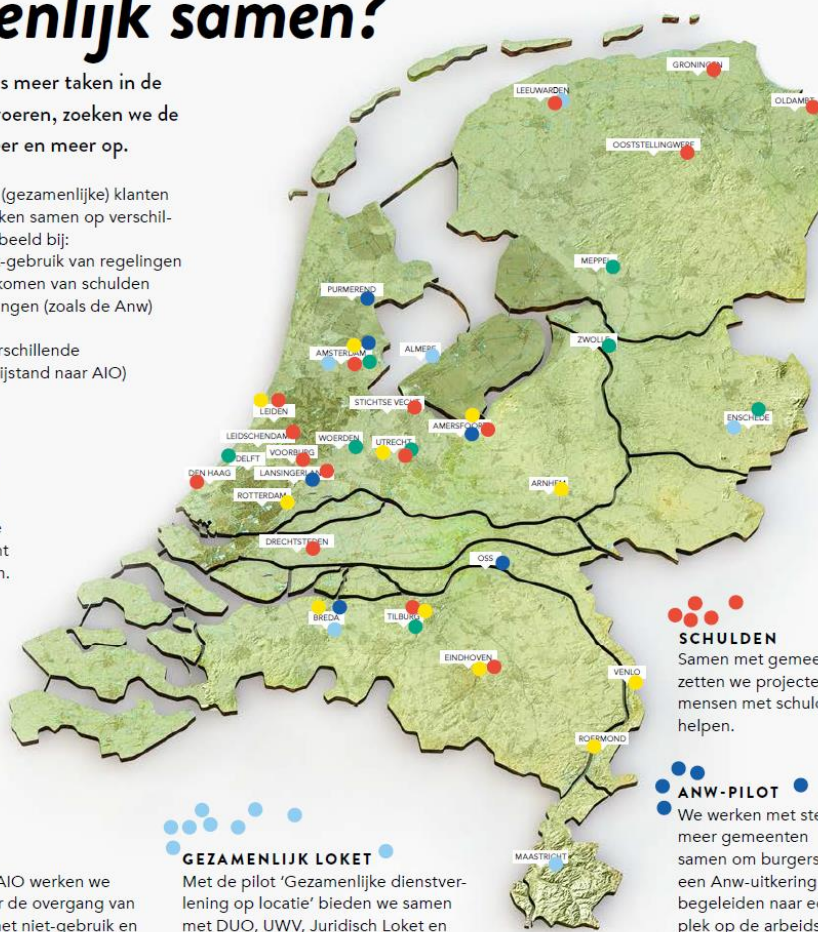 enlijk samen?
s meer taken in de
voeren, zoeken we de
er en meer op.
(gezamenlijke) klanten
ken samen op verschil-
beeld bij:
-gebruik van regelingen
komen van schulden
ngen (zoals de Anw)
rschillende
ijstand naar AIO)
GRONINGEN
LEEUWARDEN
OLDAMBT
OOSTSTELLINGWERF
MEPPEL
PURMEREND
AMSTERDAM
ALMERE
ZWOLLE
LEIDEN
STICHTSE VECHT
ENSCHEDE
LEIDSCHENDAM
WOERDEN
UTRECHT
AMERSFOORT
DELFT
VOORBURG
DEN HAAG
LANSINGERLAND
ROTTERDAM
ARNHEM
DRECHTSTEDEN
OSS
BREDA
TILBURG
EINDHOVEN
VENLO
ROERMOND
MAASTRICHT
SCHULDEN
Samen met gemee
zetten we projecte
mensen met schuld
helpen.
ANW-PILOT
We werken met ste
meer gemeenten
samen om burgers
een Anw-uitkering
begeleiden naar ee
plek op de arbeids
GEZAMENLIJK LOKET
Met de pilot ‘Gezamenlijke dienstver-
lening op locatie’ bieden we samen
met DUO, UWV, Juridisch Loket en
AIO werken we
r de overgang van
het niet-gebruik en